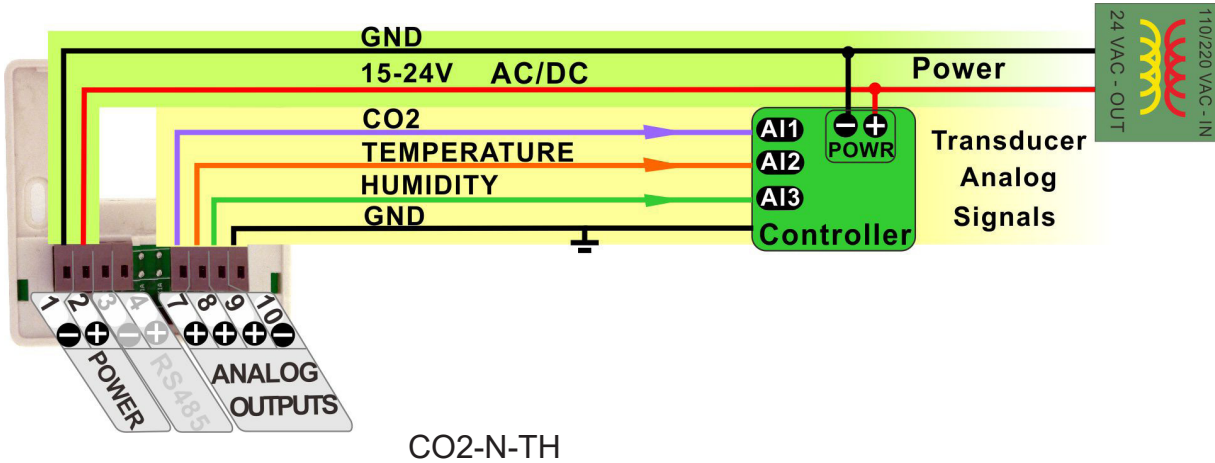 GND
15-24V AC/DC
Power
110/220 VAC - IN
24 VAC - OUT
CO2
TEMPERATURE
HUMIDITY
GND
AI1
AI2
AI3
POWR
Controller
Transducer
Analog
Signals
1 2 3 4 7 8 9 10
POWER
RS485
ANALOG
OUTPUTS
CO2-N-TH